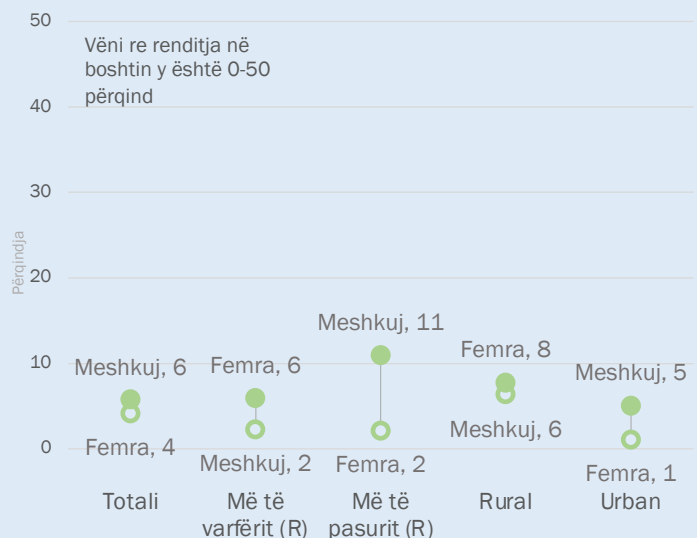 50
Vëni re renditja në
boshtin y është 0-50
përqind
40
30
20
10
0
Përqindja
Meshkuj, 6
Femra, 4
Femra, 6
Meshkuj, 2
Meshkuj, 11
Femra, 2
Femra, 8
Meshkuj, 6
Meshkuj, 5
Femra, 1
Totali
Më të
varfërit (R)
Më të
pasurit (R)
Rural
Urban